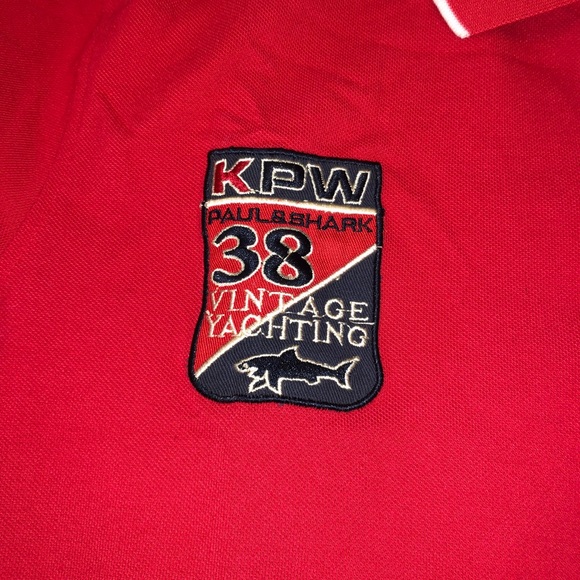 KPW
PAUL&SHARK
38
VINTAGE
YACHTING